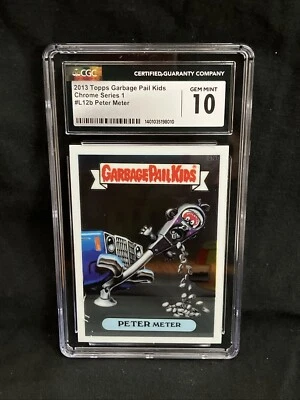 CGC
CERTIFIED GUARANTY COMPANY
2013 Topps Garbage Pail Kids
Chrome Series 1
#L12b Peter Meter
GEM MINT
10
1401035198010
GARBAGE PAIL KIDS
PETER METER